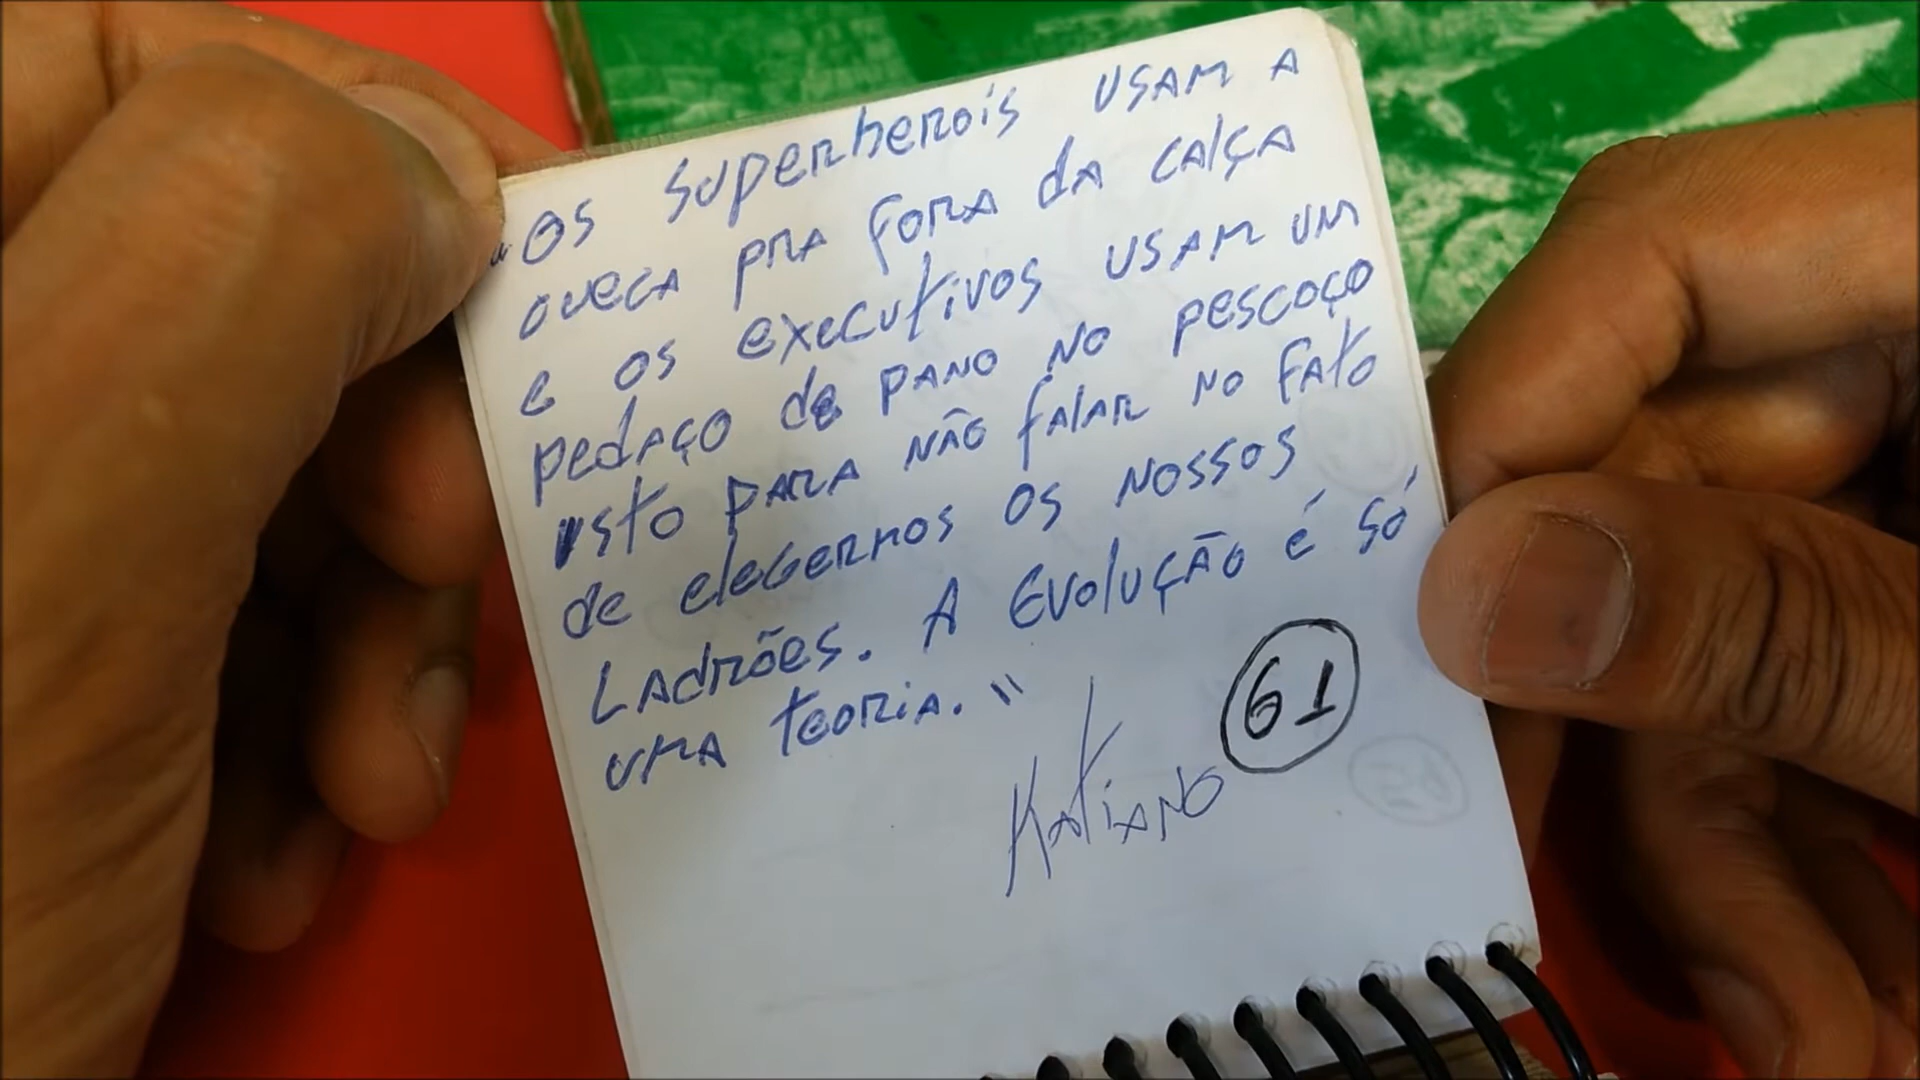 "Os superherois usam a
cueca pra fora da calça
e os executivos usam um
pedaço de pano no pescoço
isto para não falar no fato
de elegermos os nossos
Ladrões. A Evolução é só
uma teoria."
Katiano
61